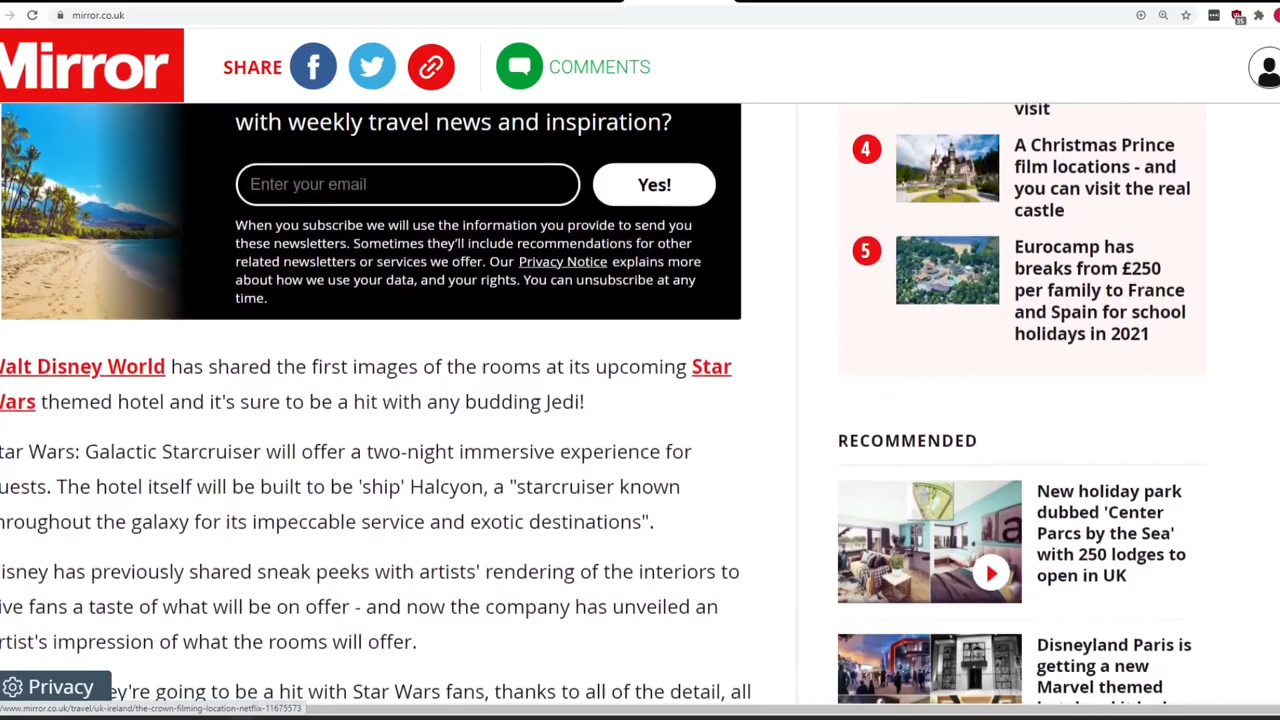 mirror.co.uk
35
Mirror
SHARE
COMMENTS
with weekly travel news and inspiration?
Enter your email
Yes!
When you subscribe we will use the information you provide to send you
these newsletters. Sometimes they'll include recommendations for other
related newsletters or services we offer. Our Privacy Notice explains more
about how we use your data, and your rights. You can unsubscribe at any
time.
Walt Disney World has shared the first images of the rooms at its upcoming Star
Wars themed hotel and it's sure to be a hit with any budding Jedi!
tar Wars: Galactic Starcruiser will offer a two-night immersive experience for
uests. The hotel itself will be built to be 'ship' Halcyon, a "starcruiser known
hroughout the galaxy for its impeccable service and exotic destinations".
isney has previously shared sneak peeks with artists' rendering of the interiors to
ive fans a taste of what will be on offer - and now the company has unveiled an
rtist's impression of what the rooms will offer.
ey're going to be a hit with Star Wars fans, thanks to all of the detail, all
Privacy
/www.mirror.co.uk/travel/uk-ireland/the-crown-filming-location-netflix-11675573
visit
4
A Christmas Prince
film locations - and
you can visit the real
castle
5
Eurocamp has
breaks from £250
per family to France
and Spain for school
holidays in 2021
RECOMMENDED
New holiday park
dubbed 'Center
Parcs by the Sea'
with 250 lodges to
open in UK
Disneyland Paris is
getting a new
Marvel themed